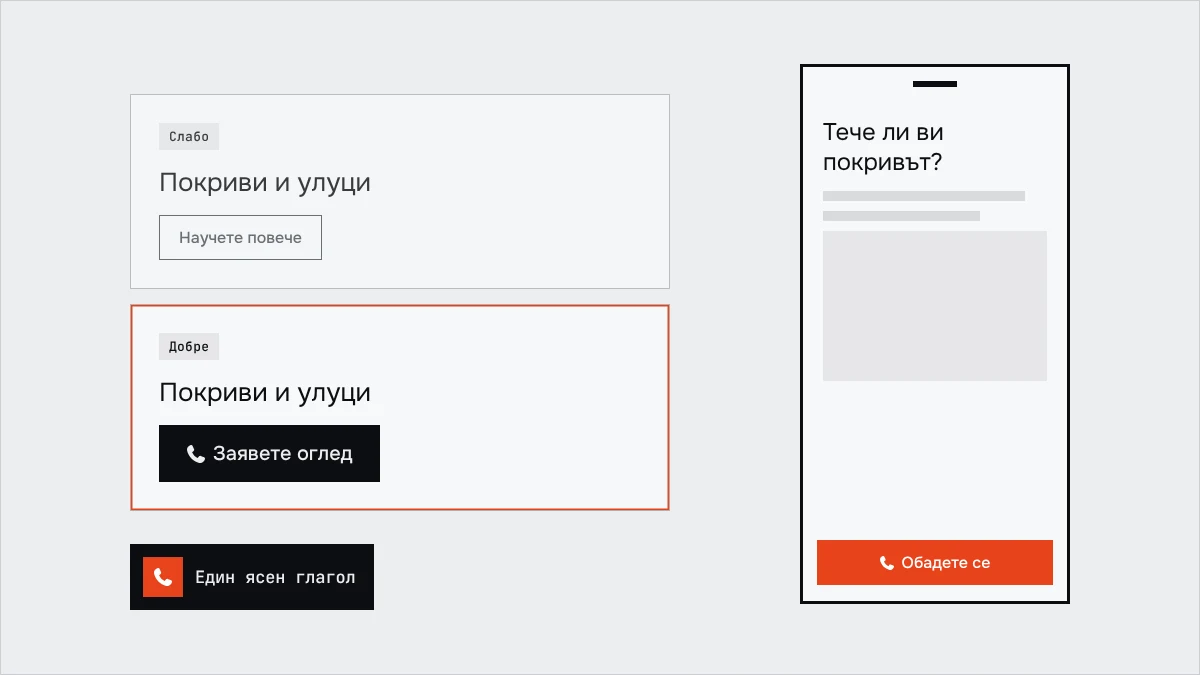 Слабо
Покриви и улуци
Научете повече
Добре
Покриви и улуци
Заявете оглед
Един ясен глагол
Тече ли ви
покривът?
Обадете се